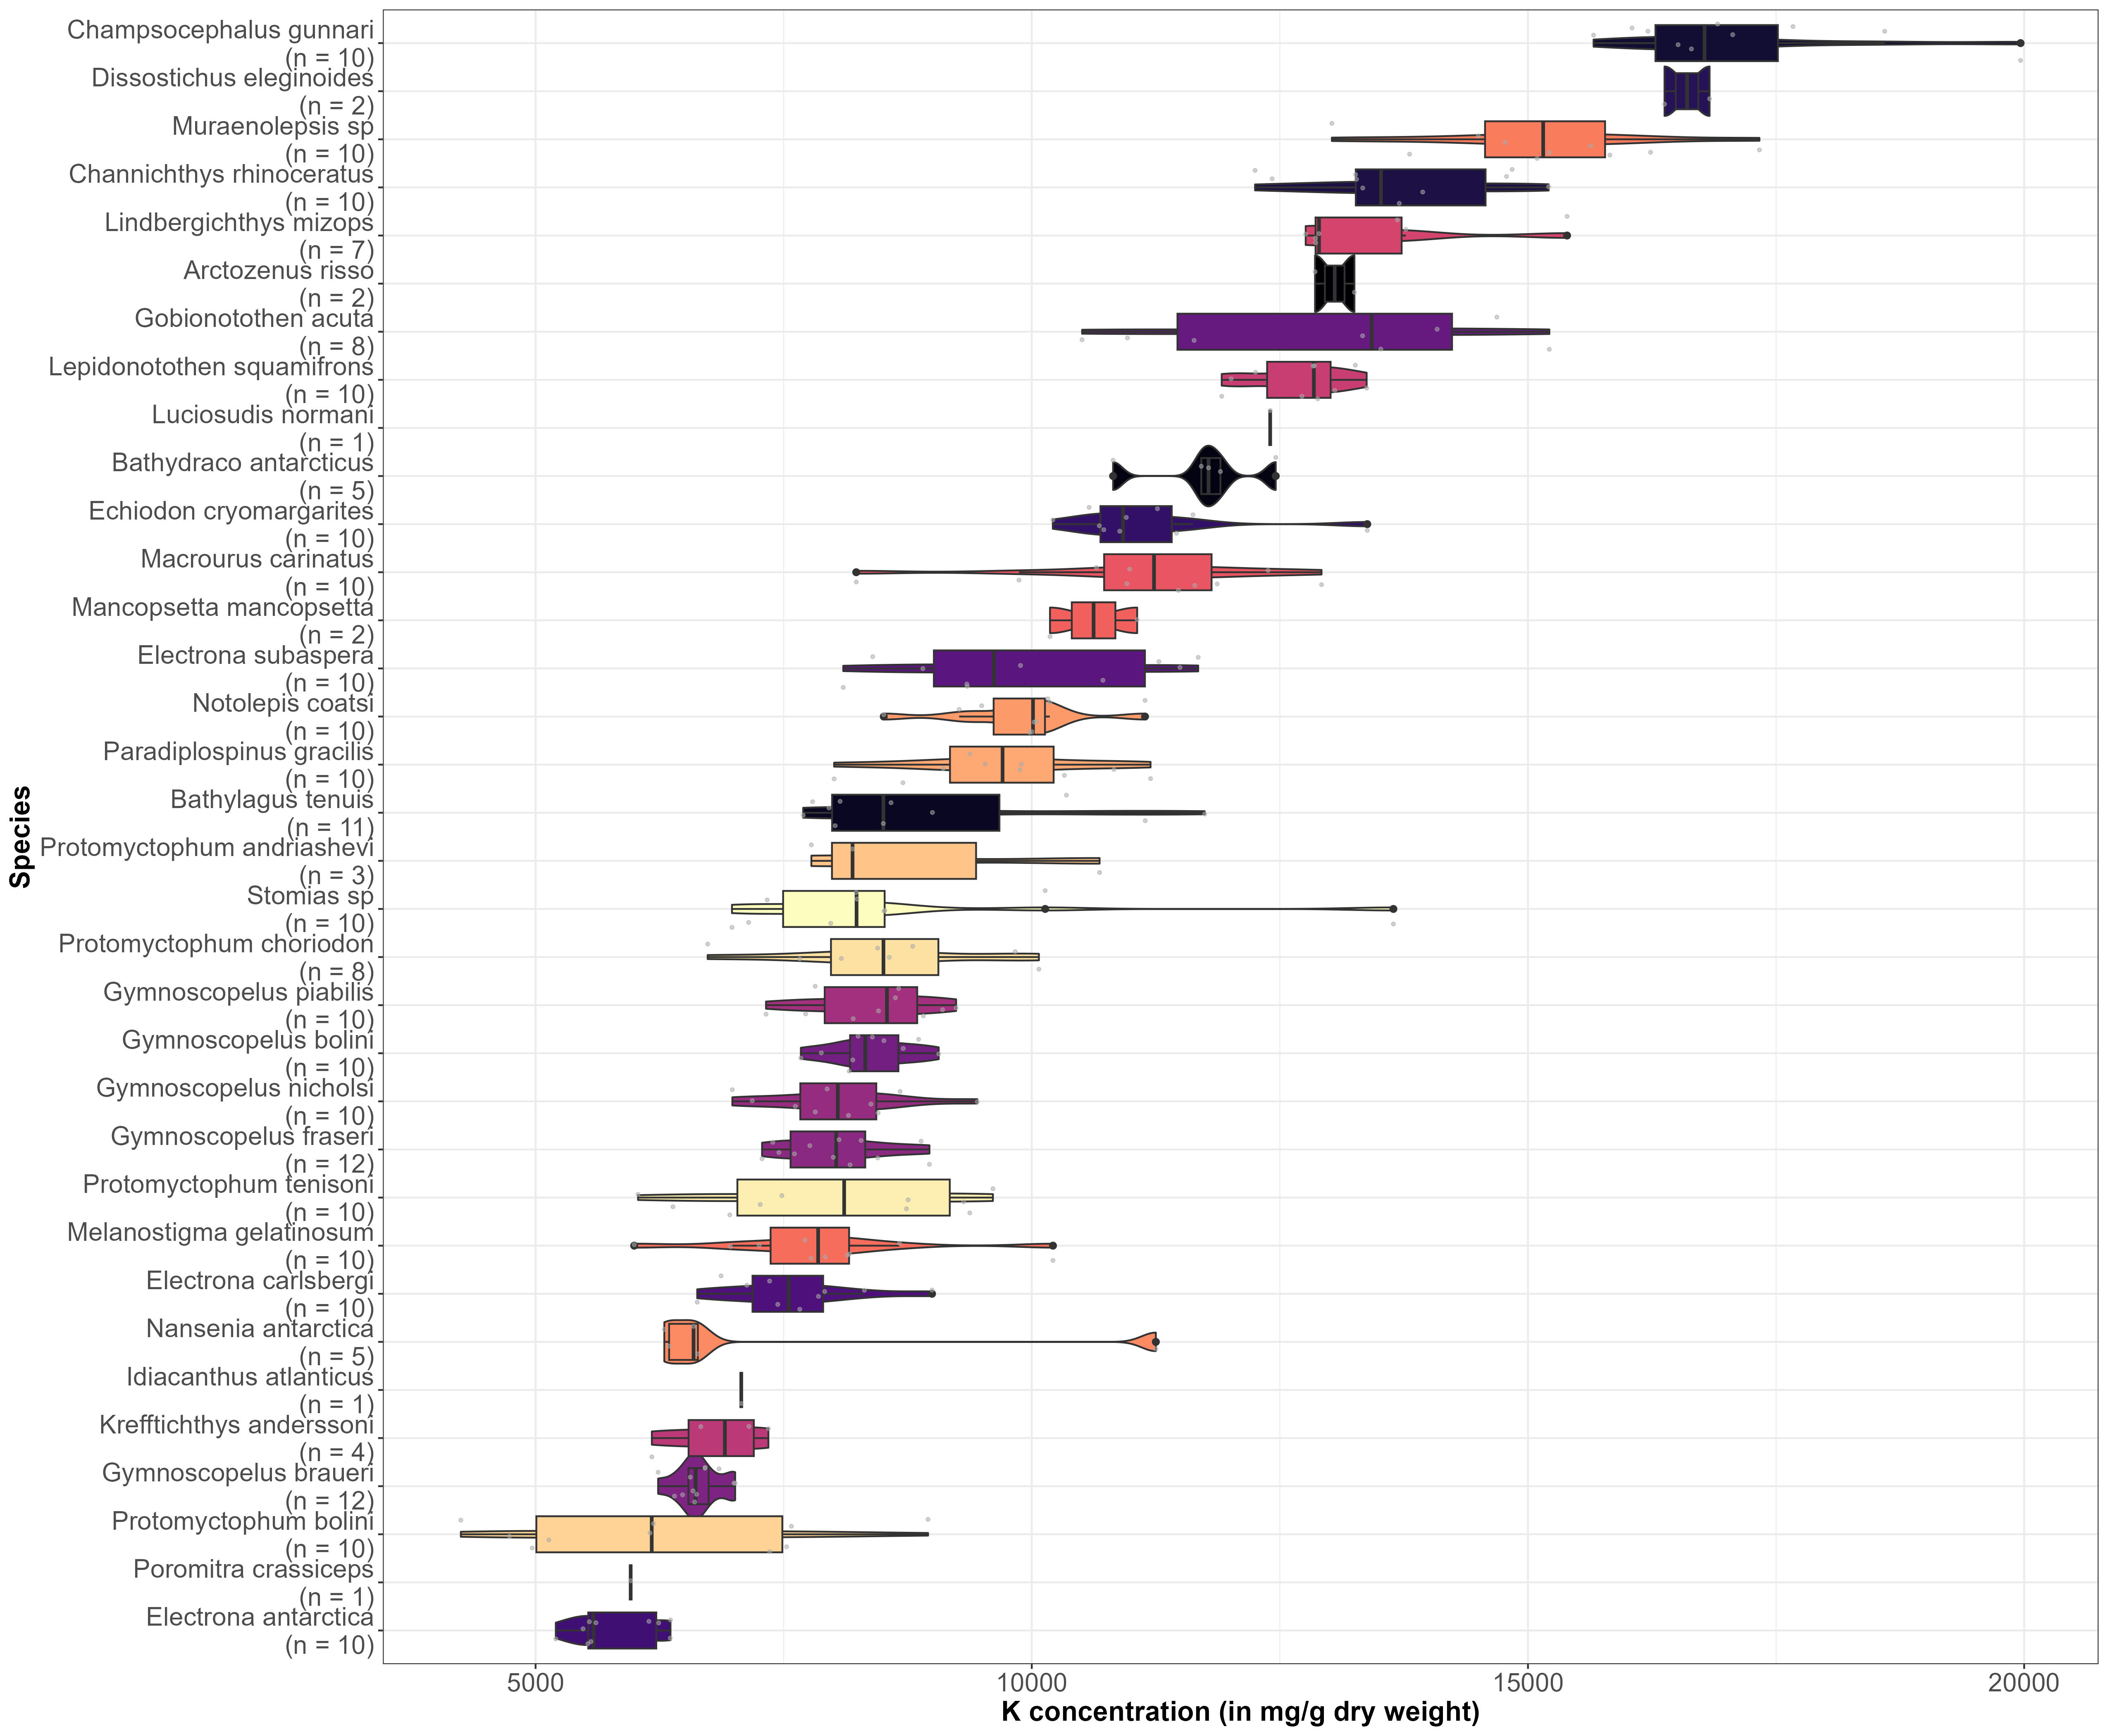 Champsocephalus gunnari
(n = 10)
Dissostichus eleginoides
(n = 2)
Muraenolepsis sp
(n = 10)
Channichthys rhinoceratus
(n = 10)
Lindbergichthys mizops
(n = 7)
Arctozenus risso
(n = 2)
Gobionotothen acuta
(n = 8)
Lepidonotothen squamifrons
(n = 10)
Luciosudis normani
(n = 1)
Bathydraco antarcticus
(n = 5)
Echiodon cryomargarites
(n = 10)
Macrourus carinatus
(n = 10)
Mancopsetta mancopsetta
(n = 2)
Electrona subaspera
(n = 10)
Notolepis coatsi
(n = 10)
Paradiplospinus gracilis
(n = 10)
Bathylagus tenuis
(n = 11)
Protomyctophum andriashevi
(n = 3)
Stomias sp
(n = 10)
Protomyctophum choriodon
(n = 8)
Gymnoscopelus piabilis
(n = 10)
Gymnoscopelus bolini
(n = 10)
Gymnoscopelus nicholsi
(n = 10)
Gymnoscopelus fraseri
(n = 12)
Protomyctophum tenisoni
(n = 10)
Melanostigma gelatinosum
(n = 10)
Electrona carlsbergi
(n = 10)
Nansenia antarctica
(n = 5)
Idiacanthus atlanticus
(n = 1)
Krefftichthys anderssoni
(n = 4)
Gymnoscopelus braueri
(n = 12)
Protomyctophum bolini
(n = 10)
Poromitra crassiceps
(n = 1)
Electrona antarctica
(n = 10)
Species
5000 10000 15000 20000
K concentration (in mg/g dry weight)